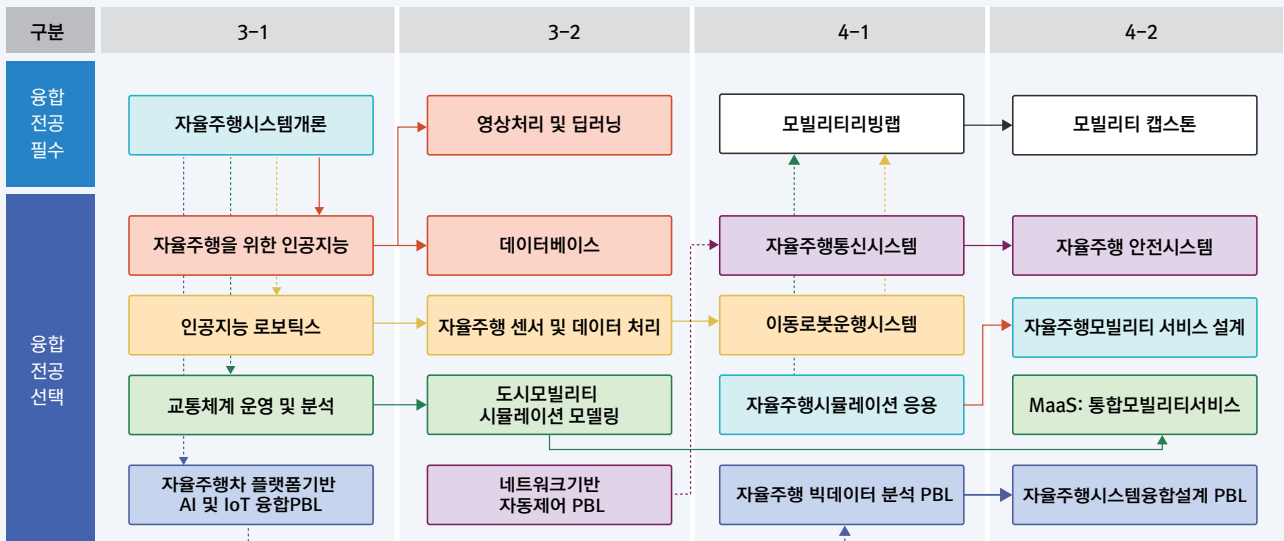 구분
3-1
3-2
4-1
4-2
융합
전공
필수
자율주행시스템개론
영상처리 및 딥러닝
모빌리티리빙랩
모빌리티 캡스톤
융합
전공
선택
자율주행을 위한 인공지능
데이터베이스
자율주행통신시스템
자율주행 안전시스템
인공지능 로보틱스
자율주행 센서 및 데이터 처리
이동로봇운행시스템
자율주행모빌리티 서비스 설계
교통체계 운영 및 분석
도시모빌리티
시뮬레이션 모델링
자율주행시뮬레이션 응용
MaaS: 통합모빌리티서비스
자율주행차 플랫폼기반
AI 및 IoT 융합PBL
네트워크기반
자동제어 PBL
자율주행 빅데이터 분석 PBL
자율주행시스템융합설계 PBL